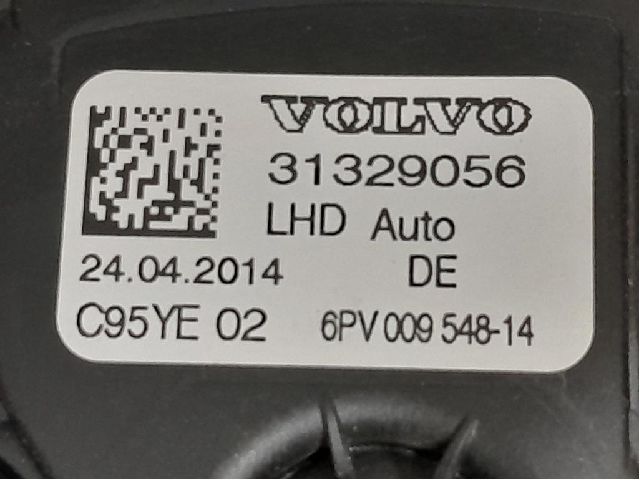 VOLVO
31329056
LHD Auto
24.04.2014 DE
C95YE 02 6PV 009 548-14